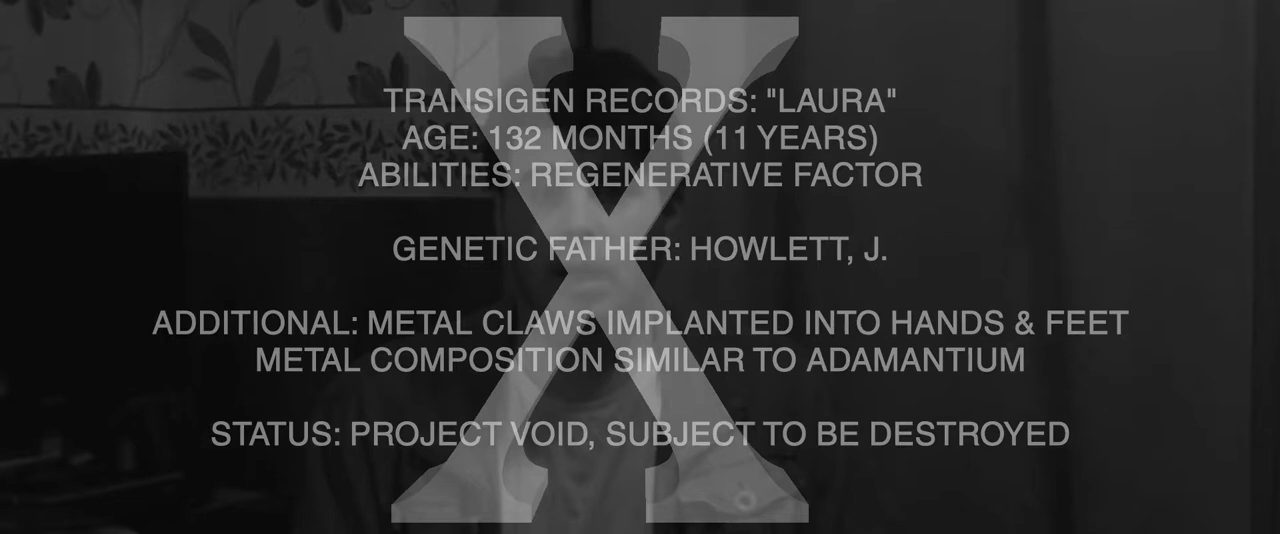 TRANSIGEN RECORDS: "LAURA"
AGE: 132 MONTHS (11 YEARS)
ABILITIES: REGENERATIVE FACTOR
GENETIC FATHER: HOWLETT, J.
ADDITIONAL: METAL CLAWS IMPLANTED INTO HANDS & FEET
METAL COMPOSITION SIMILAR TO ADAMANTIUM
STATUS: PROJECT VOID, SUBJECT TO BE DESTROYED
X